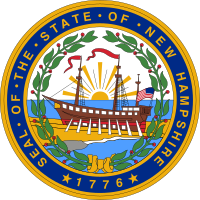 SEAL · OF · THE · STATE · OF · NEW HAMPSHIRE
1776